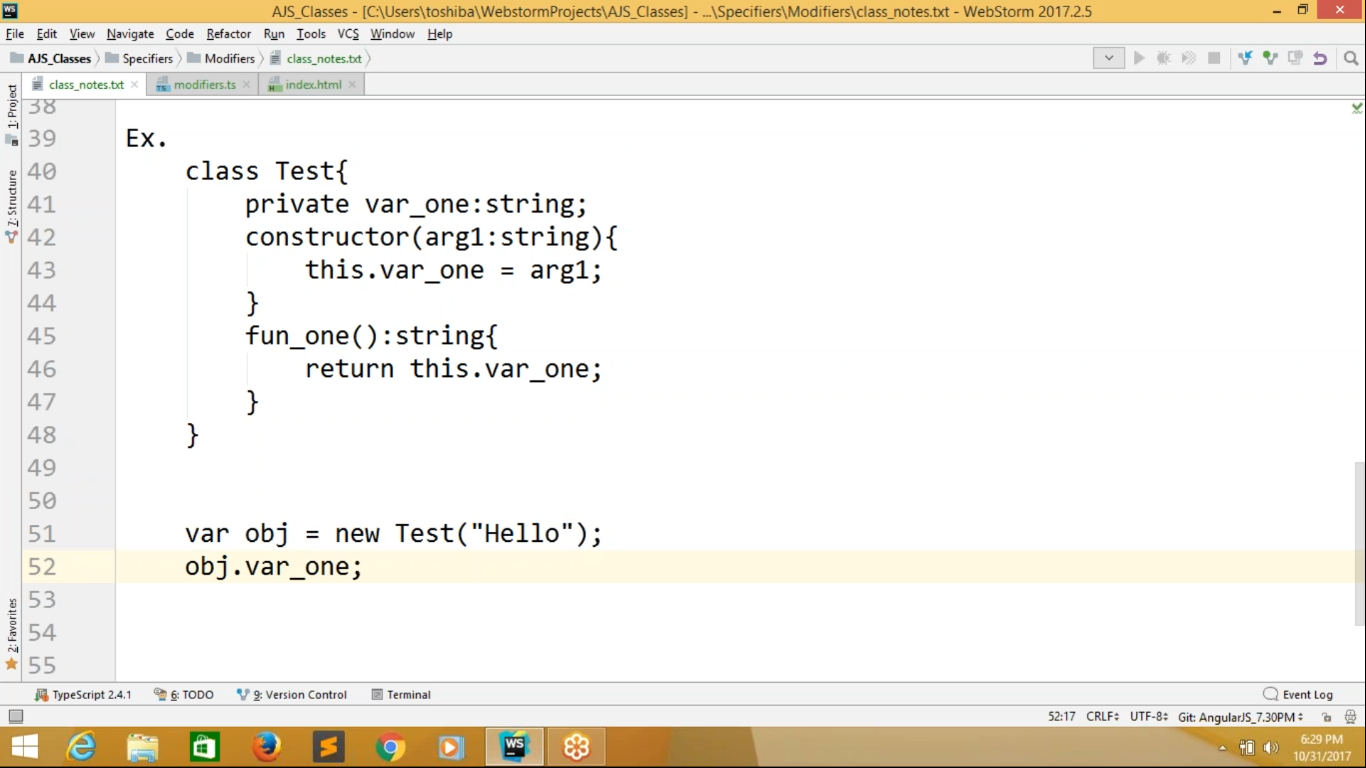 AJS_Classes - [C:\Users\toshiba\WebstormProjects\AJS_Classes] - ...\Specifiers\Modifiers\class_notes.txt - WebStorm 2017.2.5
File Edit View Navigate Code Refactor Run Tools VCS Window Help
AJS_Classes Specifiers Modifiers class_notes.txt
class_notes.txt modifiers.ts index.html
1: Project
7: Structure
2: Favorites
38
39 Ex.
40 class Test{
41 private var_one:string;
42 constructor(arg1:string){
43 this.var_one = arg1;
44 }
45 fun_one():string{
46 return this.var_one;
47 }
48 }
49
50
51 var obj = new Test("Hello");
52 obj.var_one;
53
54
55
TypeScript 2.4.1 6: TODO 9: Version Control Terminal Event Log
52:17 CRLF UTF-8 Git: AngularJS_7.30PM
WS
6:29 PM
10/31/2017